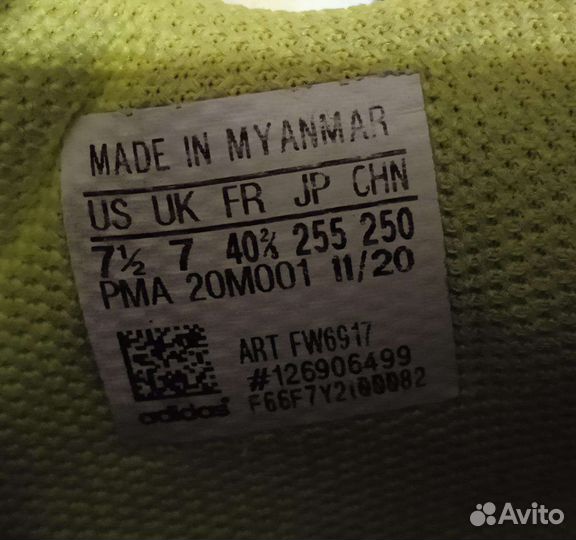 MADE IN MYANMAR
US UK FR JP CHN
7½ 7 40⅔ 255 250
PMA 20M001 11/20
ART FW6917
#126906499
adidas
Avito